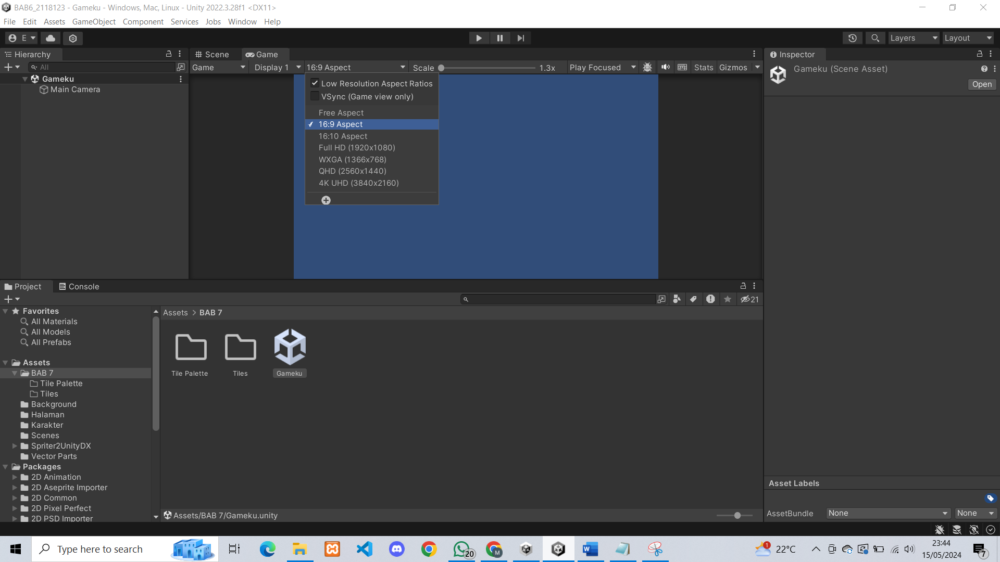 BAB6_2118123 - Gameku - Windows, Mac, Linux - Unity 2022.3.28f1 <DX11>
File Edit Assets GameObject Component Services Jobs Window Help
E Layers Layout
Hierarchy
All
Gameku
Main Camera
Scene Game
Game Display 1 16:9 Aspect Scale 1.3x Play Focused Stats Gizmos
Low Resolution Aspect Ratios
VSync (Game view only)
Free Aspect
16:9 Aspect
16:10 Aspect
Full HD (1920x1080)
WXGA (1366x768)
QHD (2560x1440)
4K UHD (3840x2160)
Inspector
Gameku (Scene Asset)
Open
Project Console
21
Favorites
All Materials
All Models
All Prefabs
Assets
BAB 7
Tile Palette
Tiles
Background
Halaman
Karakter
Scenes
Spriter2UnityDX
Vector Parts
Packages
2D Animation
2D Aseprite Importer
2D Common
2D Pixel Perfect
2D PSD Importer
Assets > BAB 7
Tile Palette Tiles Gameku
Assets/BAB 7/Gameku.unity
Asset Labels
AssetBundle None None
Type here to search
20
M
1
22°C
23:44
15/05/2024
7